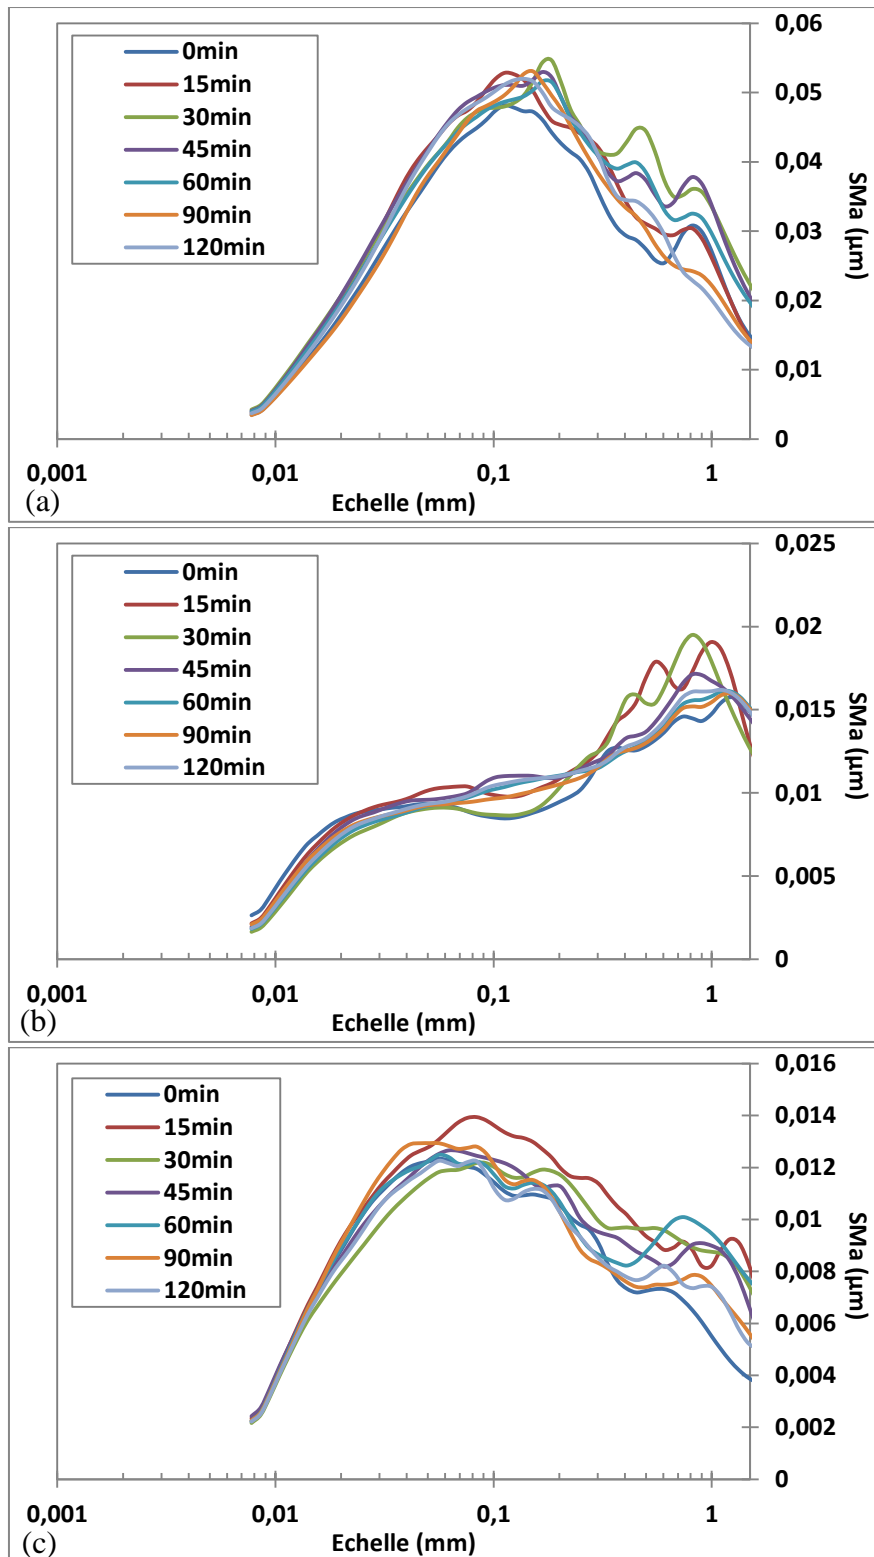 0min
15min
30min
45min
60min
90min
120min
0,06
0,05
0,04
0,03
0,02
0,01
0
SMa (µm)
0,001
0,01
0,1
1
Echelle (mm)
(a)
0min
15min
30min
45min
60min
90min
120min
0,025
0,02
0,015
0,01
0,005
0
SMa (µm)
0,001
0,01
0,1
1
Echelle (mm)
(b)
0min
15min
30min
45min
60min
90min
120min
0,016
0,014
0,012
0,01
0,008
0,006
0,004
0,002
0
SMa (µm)
0,001
0,01
0,1
1
Echelle (mm)
(c)